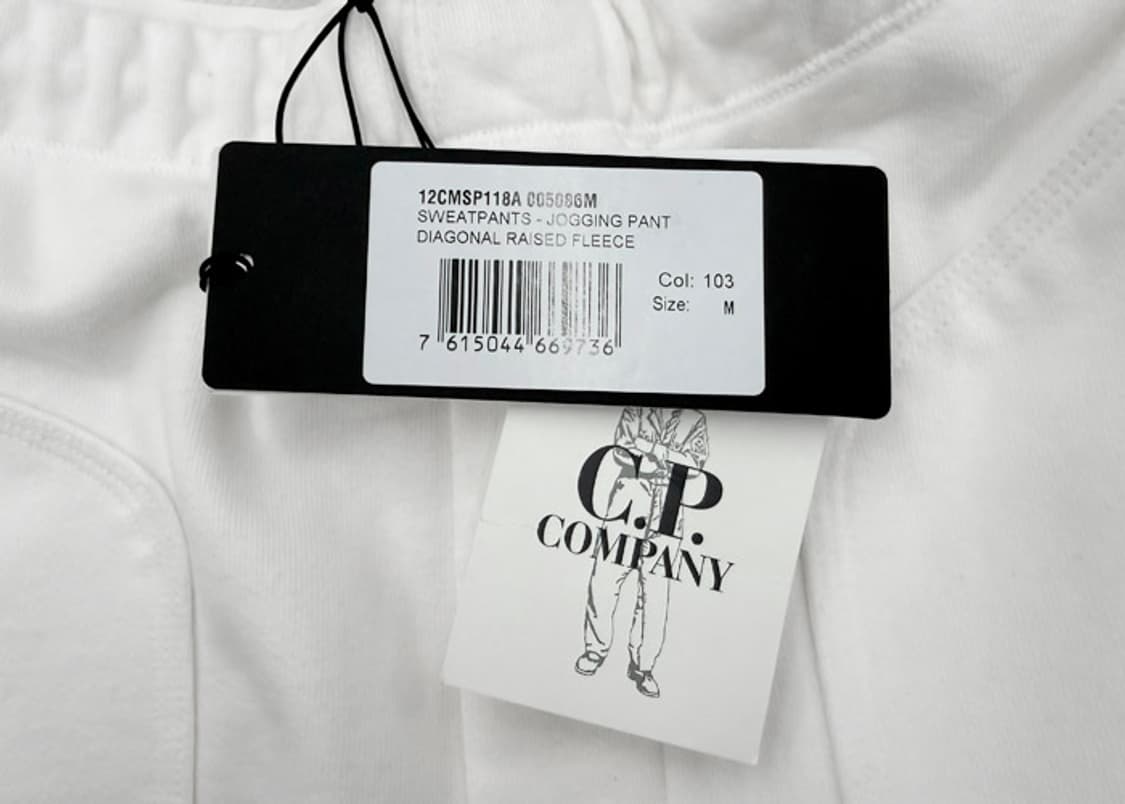 12CMSP118A 005086M
SWEATPANTS - JOGGING PANT
DIAGONAL RAISED FLEECE
Col: 103
Size: M
7 615044 669736
C.P.
COMPANY